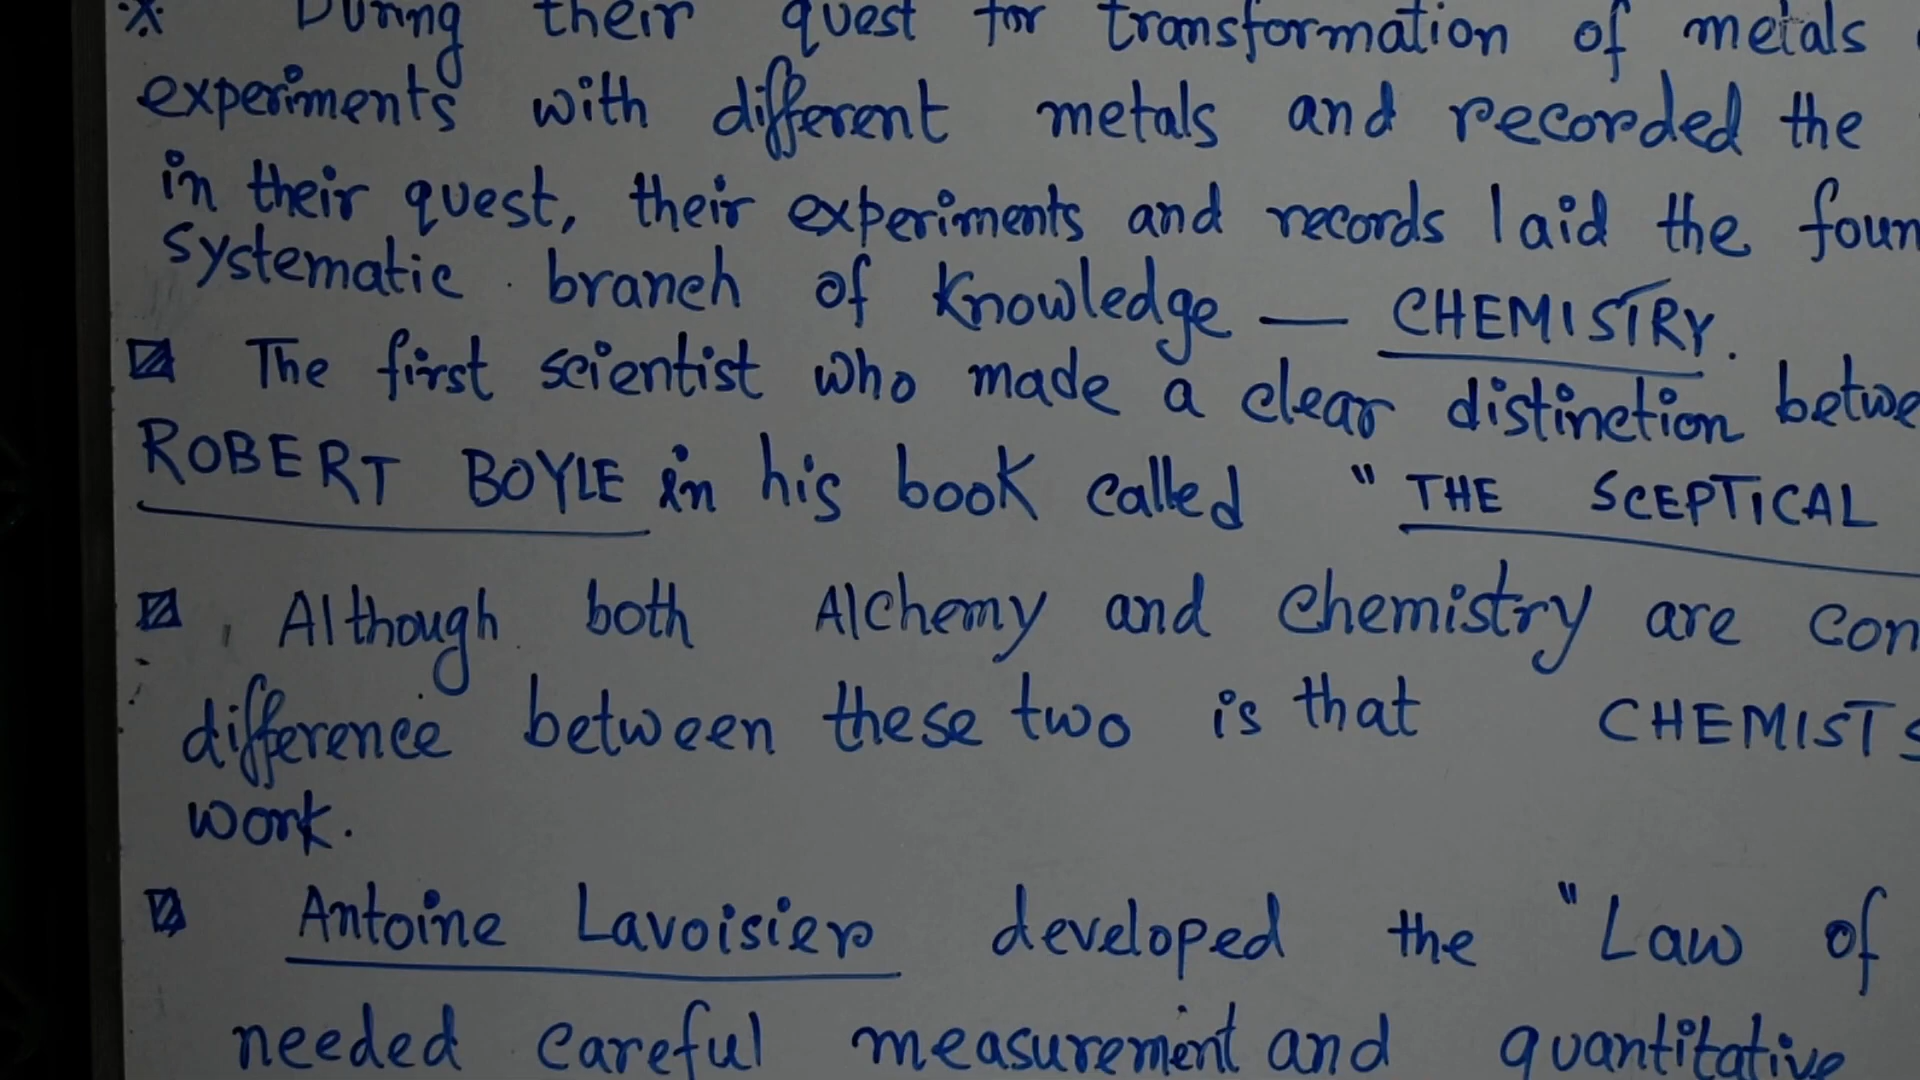 During their quest for transformation of metals
experiments with different metals and recorded the
in their quest, their experiments and records laid the foun
systematic branch of knowledge — CHEMISTRY.
The first scientist who made a clear distinction betwe
ROBERT BOYLE in his book called "THE SCEPTICAL
Although both Alchemy and chemistry are con
difference between these two is that CHEMISTS
work.
Antoine Lavoisier developed the "Law of
needed careful measurement and quantitative